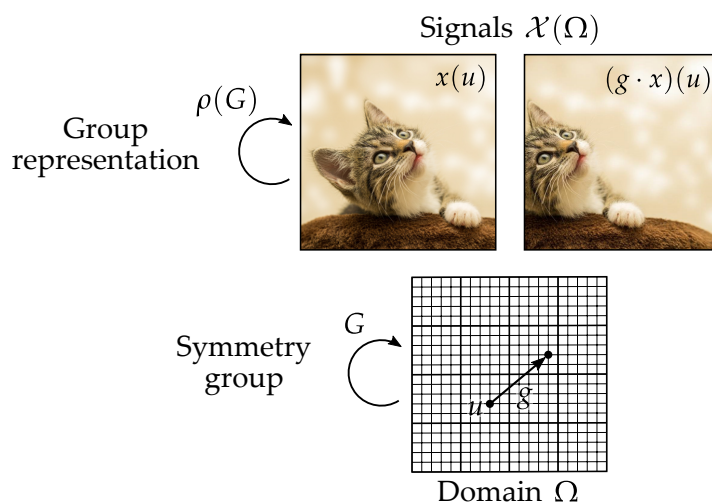 Signals 𝒳(Ω)
x(u)
(g · x)(u)
ρ(G)
Group
representation
G
Symmetry
group
u
g
Domain Ω